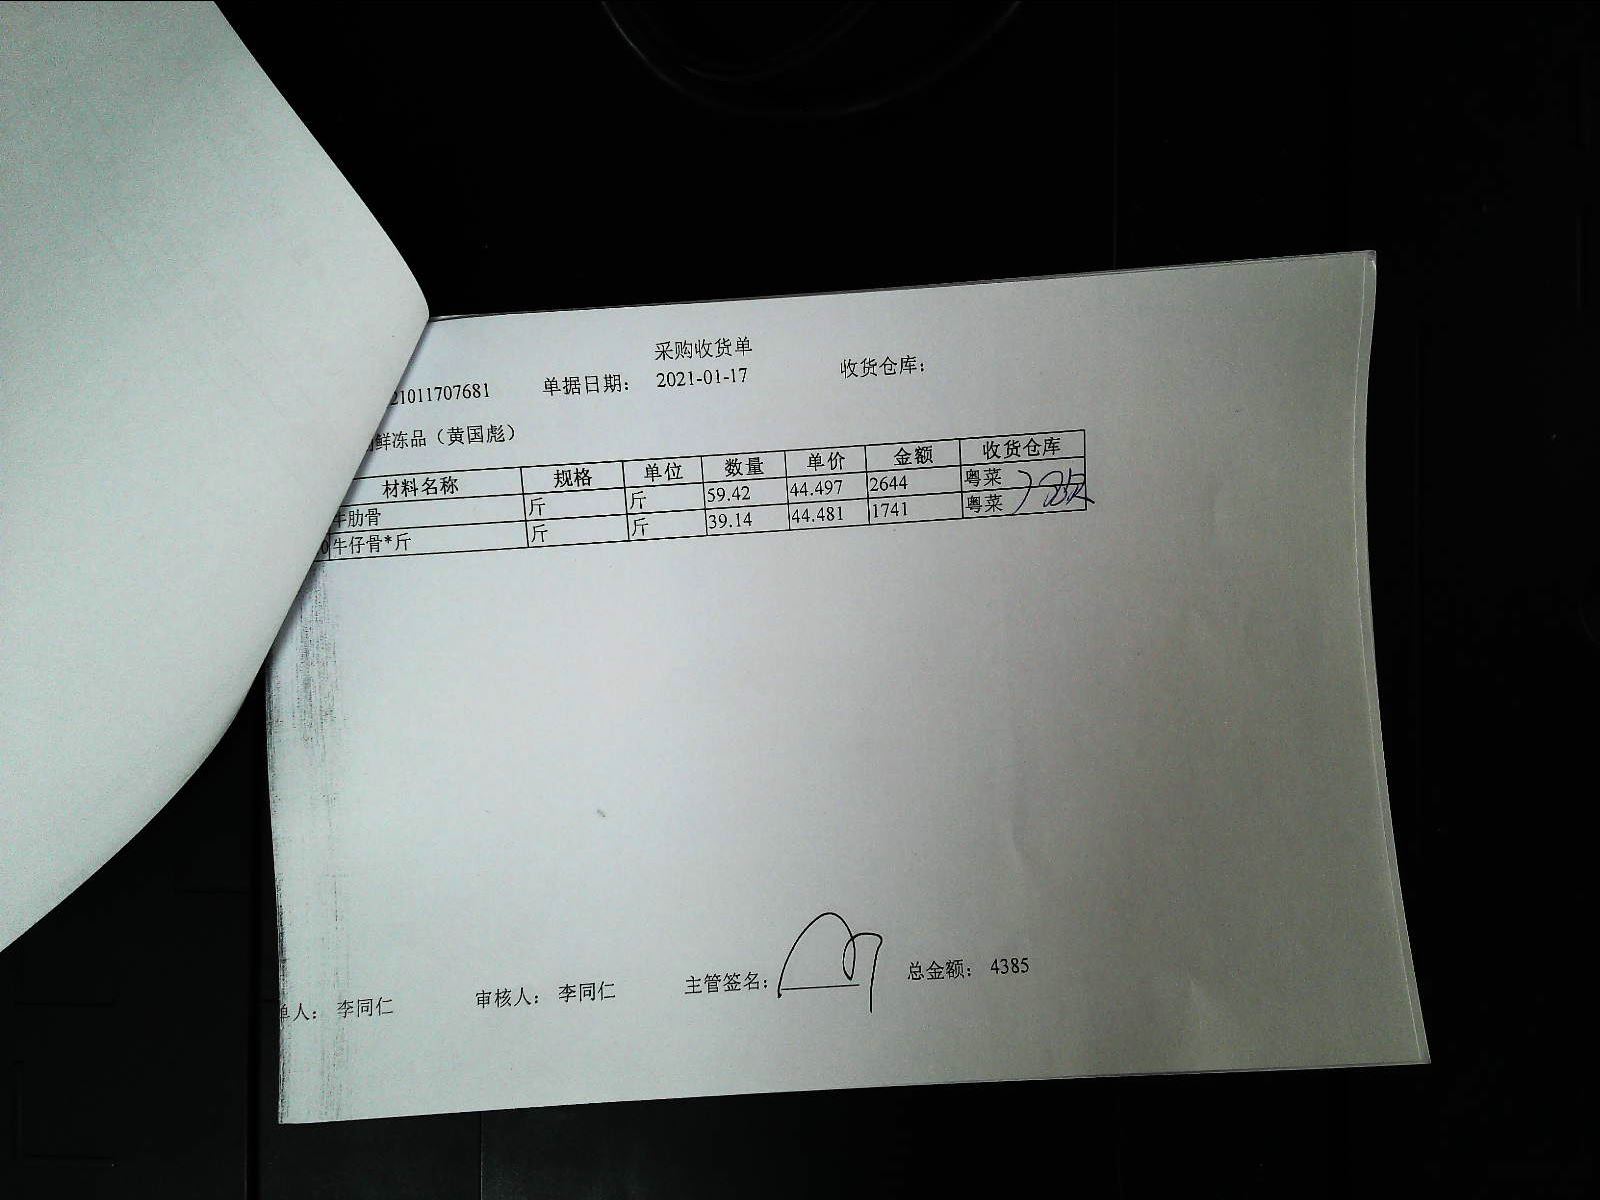 采购收货单
21011707681 单据日期： 2021-01-17 收货仓库：
鲜冻品（黄国彪）
材料名称 规格 单位 数量 单价 金额 收货仓库
牛肋骨 斤 斤 59.42 44.497 2644 粤菜
0 牛仔骨*斤 斤 斤 39.14 44.481 1741 粤菜
单人： 李同仁 审核人： 李同仁 主管签名： 总金额： 4385